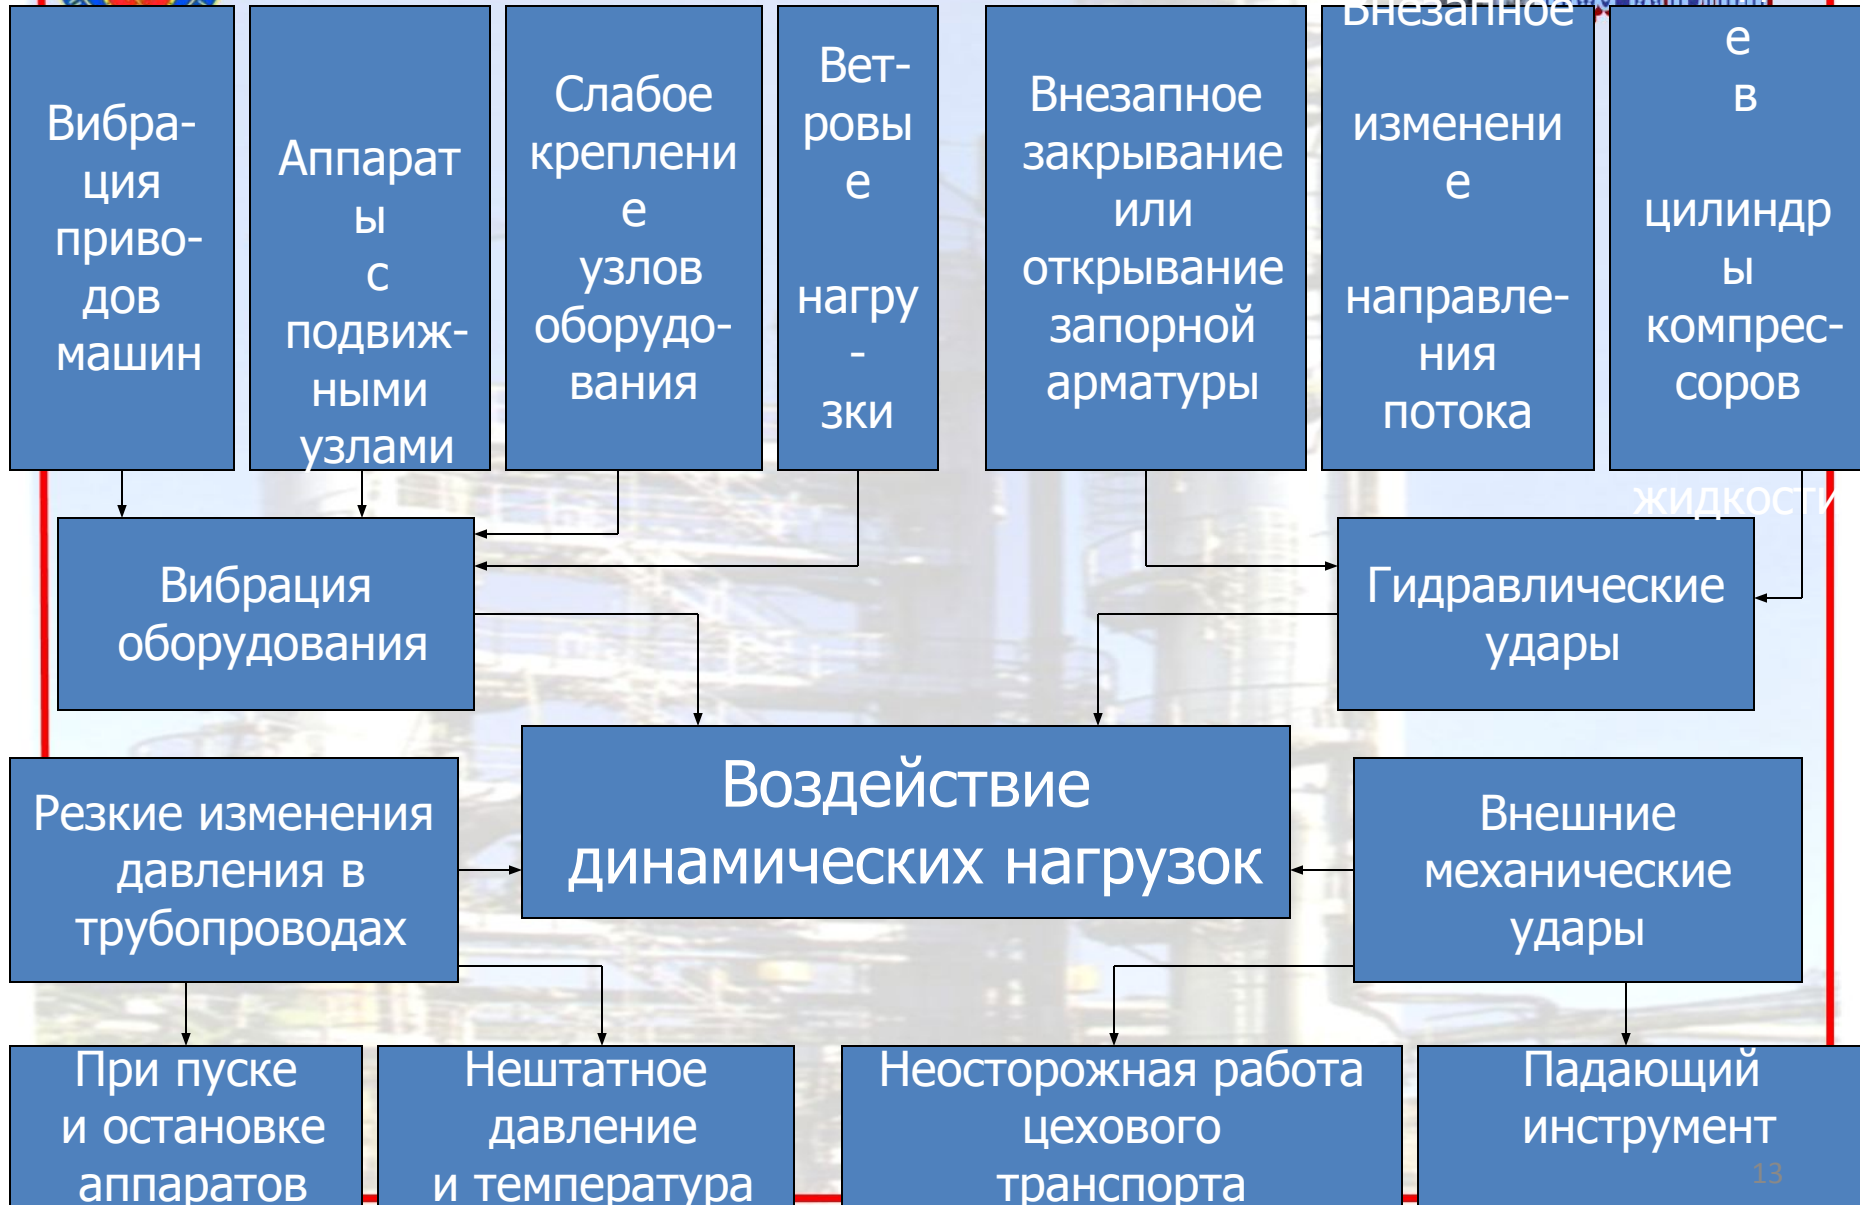 Вибра-
ция
приво-
дов
машин
Аппарат
ы
с
подвиж-
ными
узлами
Слабое
креплени
е
узлов
оборудо-
вания
Вет-
ровы
е
нагру
-
зки
Внезапное
закрывание
или
открывание
запорной
арматуры
Внезапное
изменени
е
направле-
ния
потока
е
в
цилиндр
ы
компрес-
соров
жидкости
Вибрация
оборудования
Гидравлические
удары
Воздействие
динамических нагрузок
Резкие изменения
давления в
трубопроводах
Внешние
механические
удары
При пуске
и остановке
аппаратов
Нештатное
давление
и температура
Неосторожная работа
цехового
транспорта
Падающий
инструмент
13